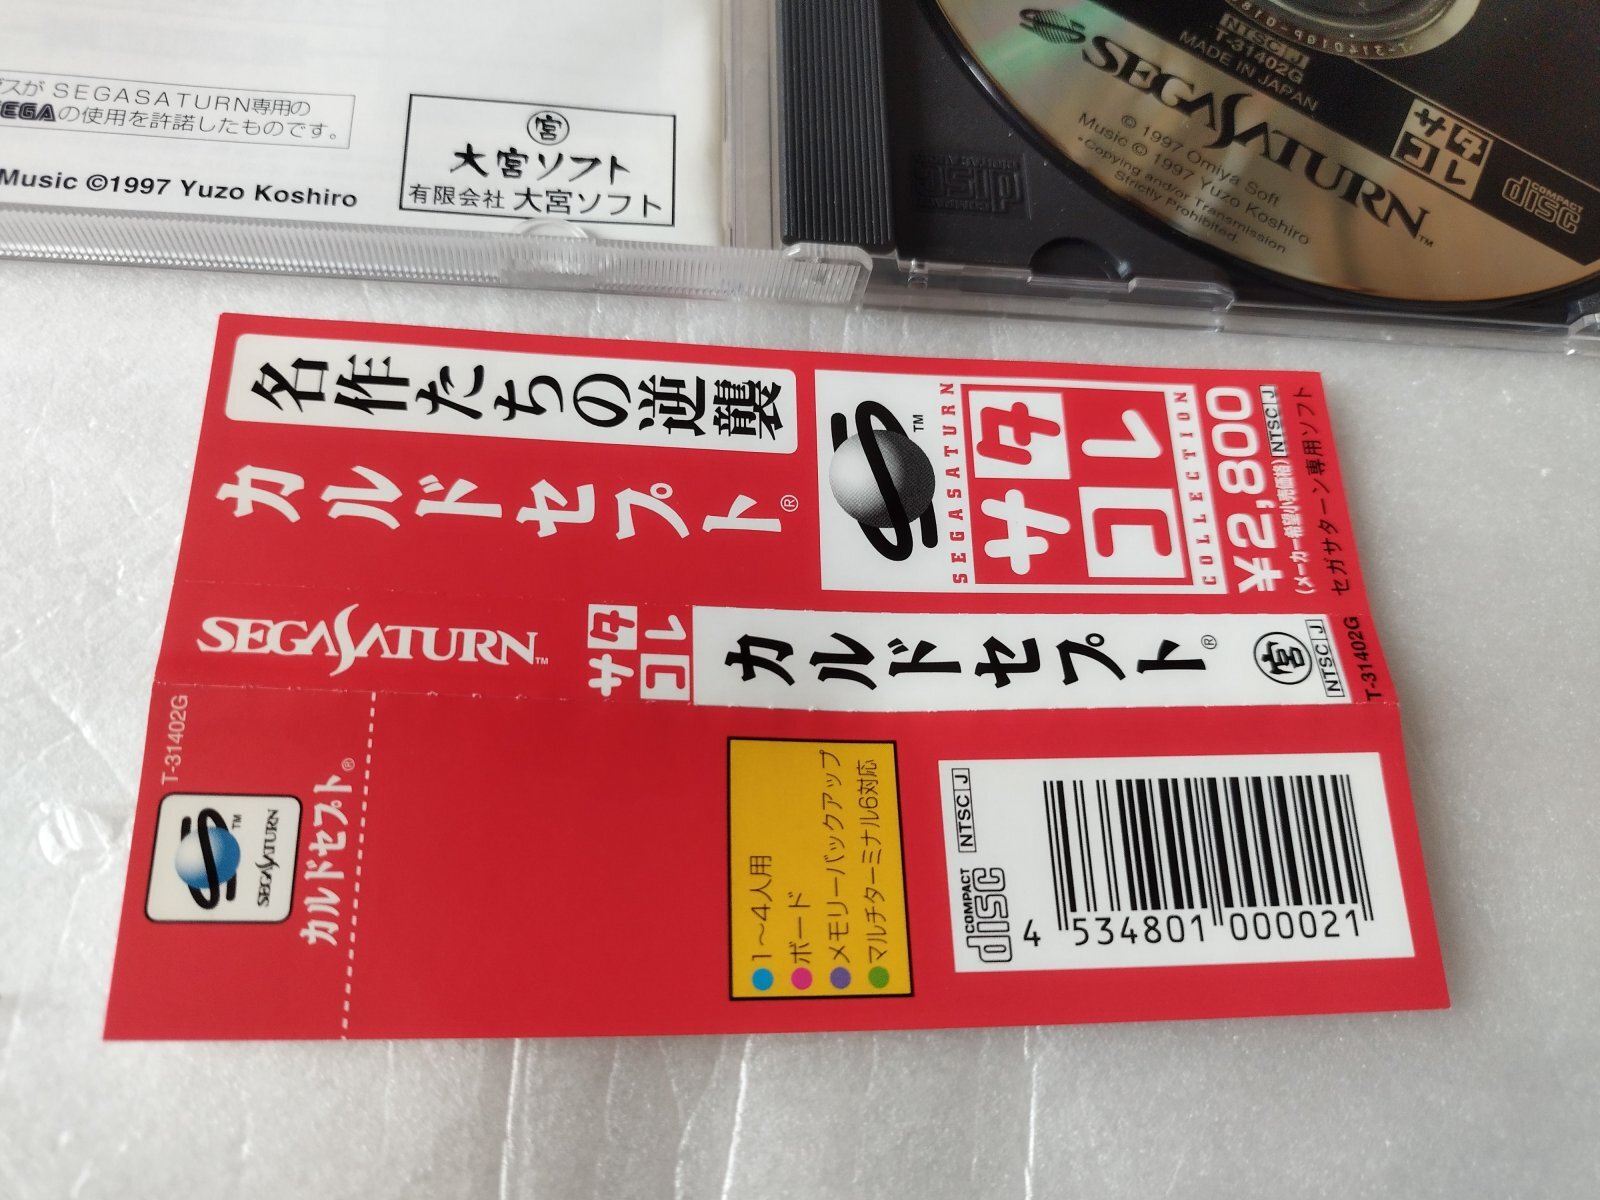 SEGASATURN専用の
SEGAの使用を許諾したものです。
Music ©1997 Yuzo Koshiro
宮
大宮ソフト
有限会社 大宮ソフト
NTSC J
T-31402G
MADE IN JAPAN
SEGASATURN™
サタ
コレ
COMPACT
disc
© 1997 Omiya Soft
Music © 1997 Yuzo Koshiro
*Copying and/or Transmission
Strictly Prohibited.
名作たちの逆襲
カルドセプト®
TM
SEGASATURN
サタ
コレ
COLLECTION
¥2,800
(メーカー希望小売価格)
NTSC J
セガサターン専用ソフト
SEGASATURN™
サタ
コレ
カルドセプト®
宮
NTSC J
T-31402G
T-31402G
TM
SEGASATURN
カルドセプト®
1〜4人用
ボード
メモリーバックアップ
マルチターミナル6対応
COMPACT
disc
NTSC J
4 534801 000021